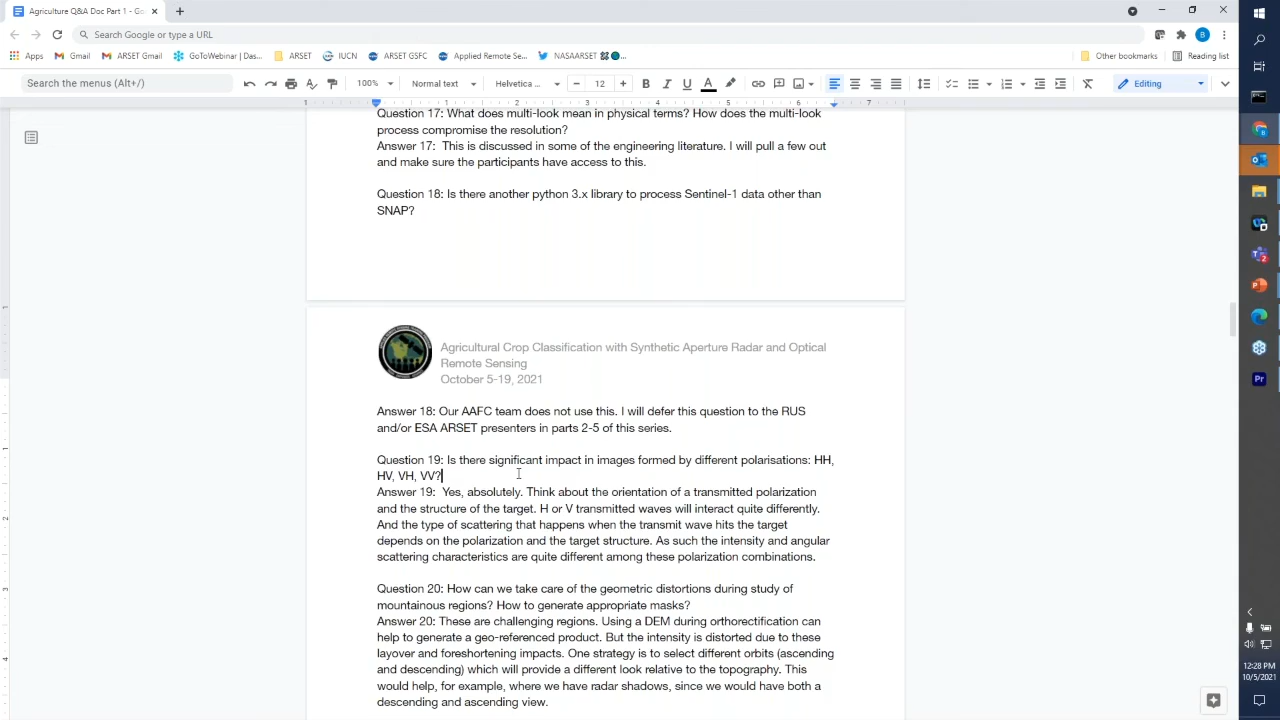 Agriculture Q&A Doc Part 1 - Go
Search Google or type a URL
Apps
Gmail
ARSET Gmail
GoToWebinar | Das...
ARSET
IUCN
ARSET GSFC
Applied Remote Se...
NASAARSET
Other bookmarks
Reading list
Search the menus (Alt+/)
100%
Normal text
Helvetica ...
12
Editing
1 2 3 4 5 6 7
Question 17: What does multi-look mean in physical terms? How does the multi-look
process compromise the resolution?
Answer 17:  This is discussed in some of the engineering literature. I will pull a few out
and make sure the participants have access to this.
Question 18: Is there another python 3.x library to process Sentinel-1 data other than
SNAP?
Agricultural Crop Classification with Synthetic Aperture Radar and Optical
Remote Sensing
October 5-19, 2021
Answer 18: Our AAFC team does not use this. I will defer this question to the RUS
and/or ESA ARSET presenters in parts 2-5 of this series.
Question 19: Is there significant impact in images formed by different polarisations: HH,
HV, VH, VV?
Answer 19:  Yes, absolutely. Think about the orientation of a transmitted polarization
and the structure of the target. H or V transmitted waves will interact quite differently.
And the type of scattering that happens when the transmit wave hits the target
depends on the polarization and the target structure. As such the intensity and angular
scattering characteristics are quite different among these polarization combinations.
Question 20: How can we take care of the geometric distortions during study of
mountainous regions? How to generate appropriate masks?
Answer 20: These are challenging regions. Using a DEM during orthorectification can
help to generate a geo-referenced product. But the intensity is distorted due to these
layover and foreshortening impacts. One strategy is to select different orbits (ascending
and descending) which will provide a different look relative to the topography. This
would help, for example, where we have radar shadows, since we would have both a
descending and ascending view.
12:28 PM
10/5/2021